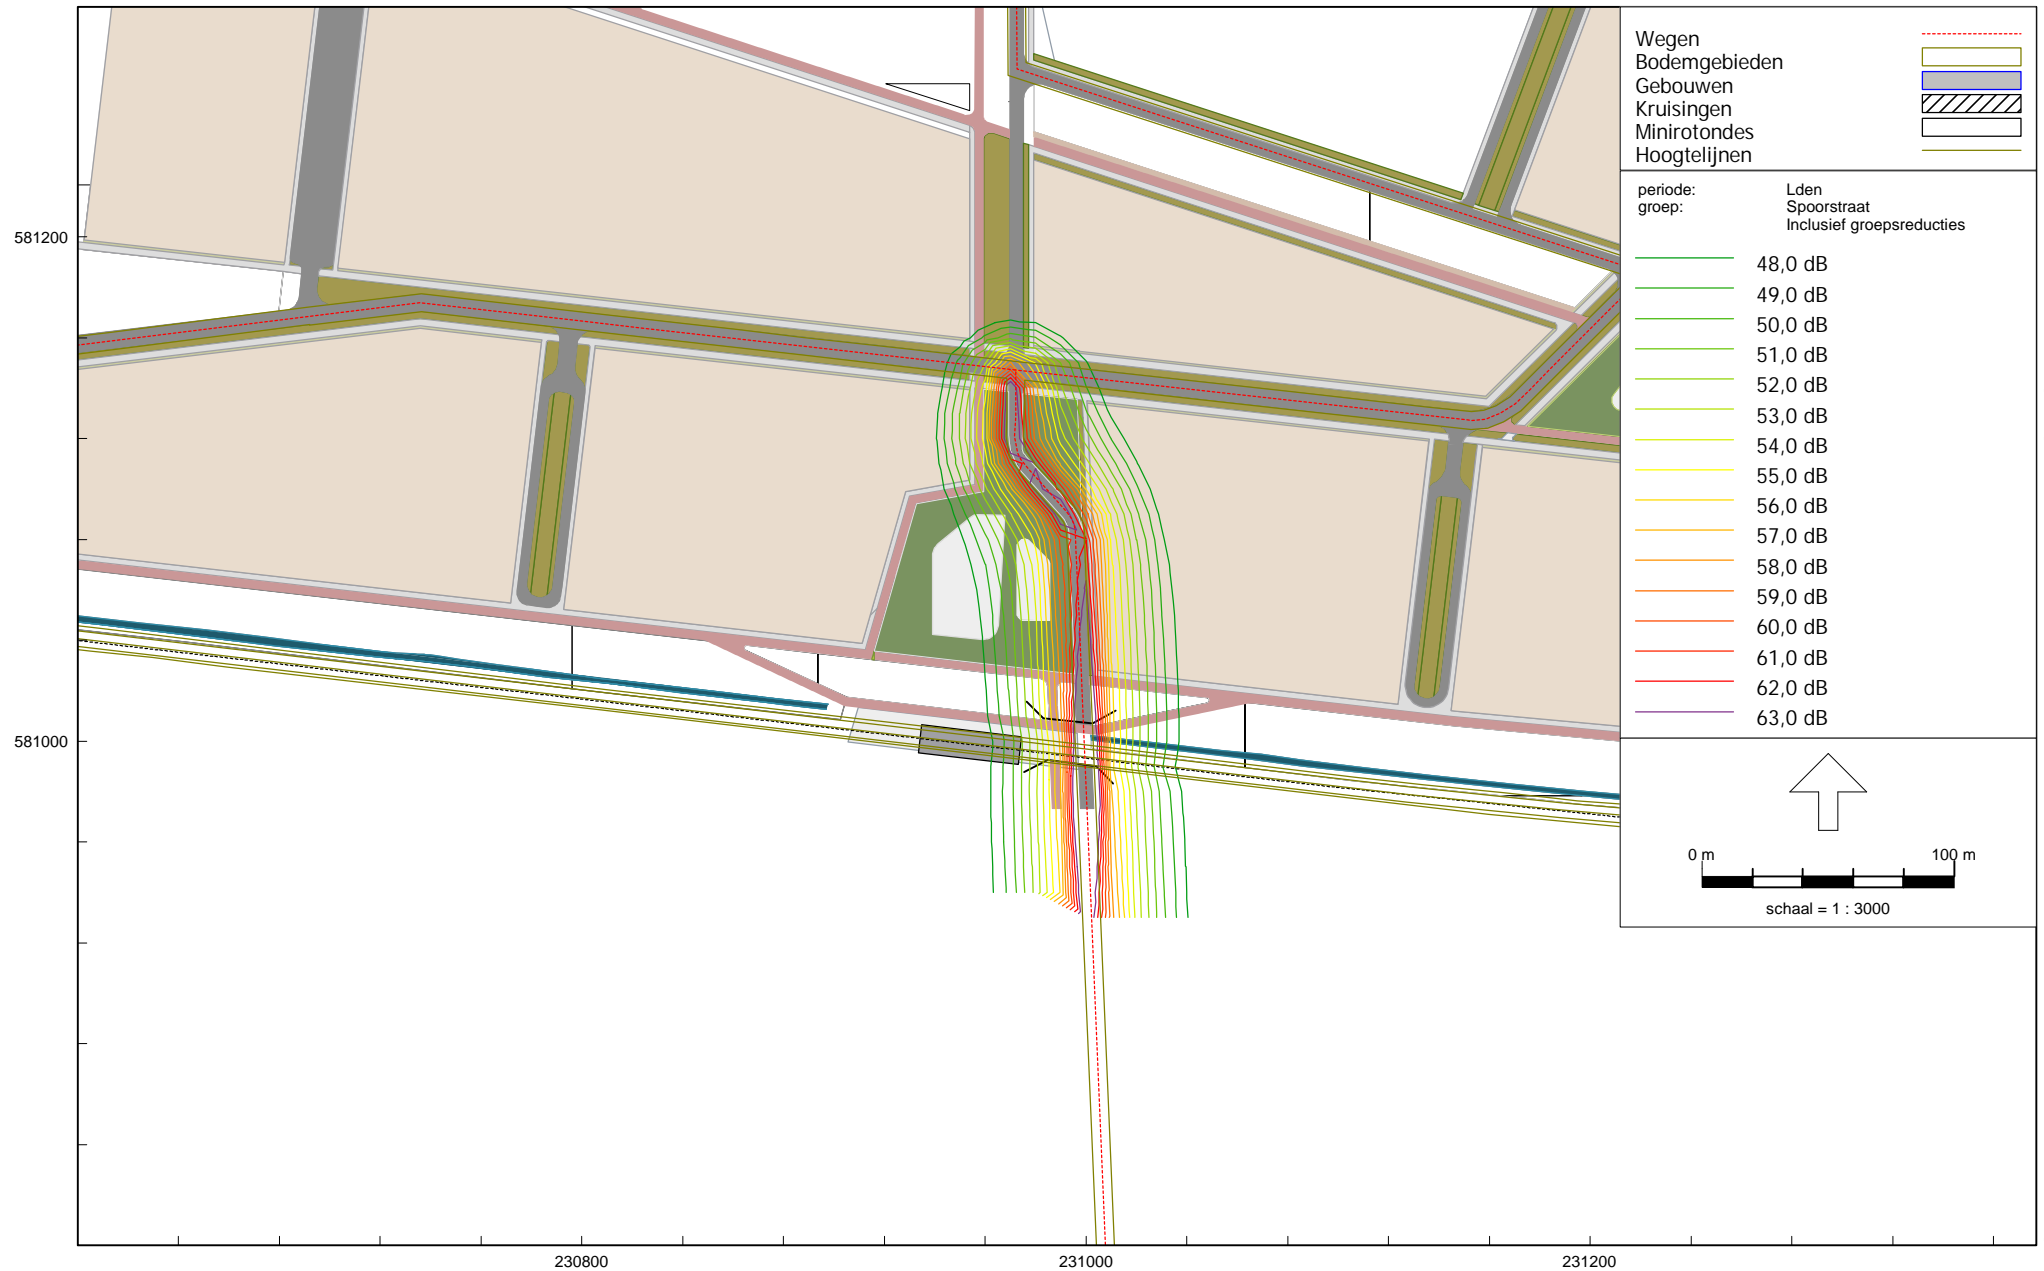 Wegen
Bodemgebieden
Gebouwen
Kruisingen
Minirotondes
Hoogtelijnen
periode: Lden
groep: Spoorstraat
Inclusief groepsreducties
48,0 dB
49,0 dB
50,0 dB
51,0 dB
52,0 dB
53,0 dB
54,0 dB
55,0 dB
56,0 dB
57,0 dB
58,0 dB
59,0 dB
60,0 dB
61,0 dB
62,0 dB
63,0 dB
0 m 100 m
schaal = 1 : 3000
581200
581000
230800 231000 231200